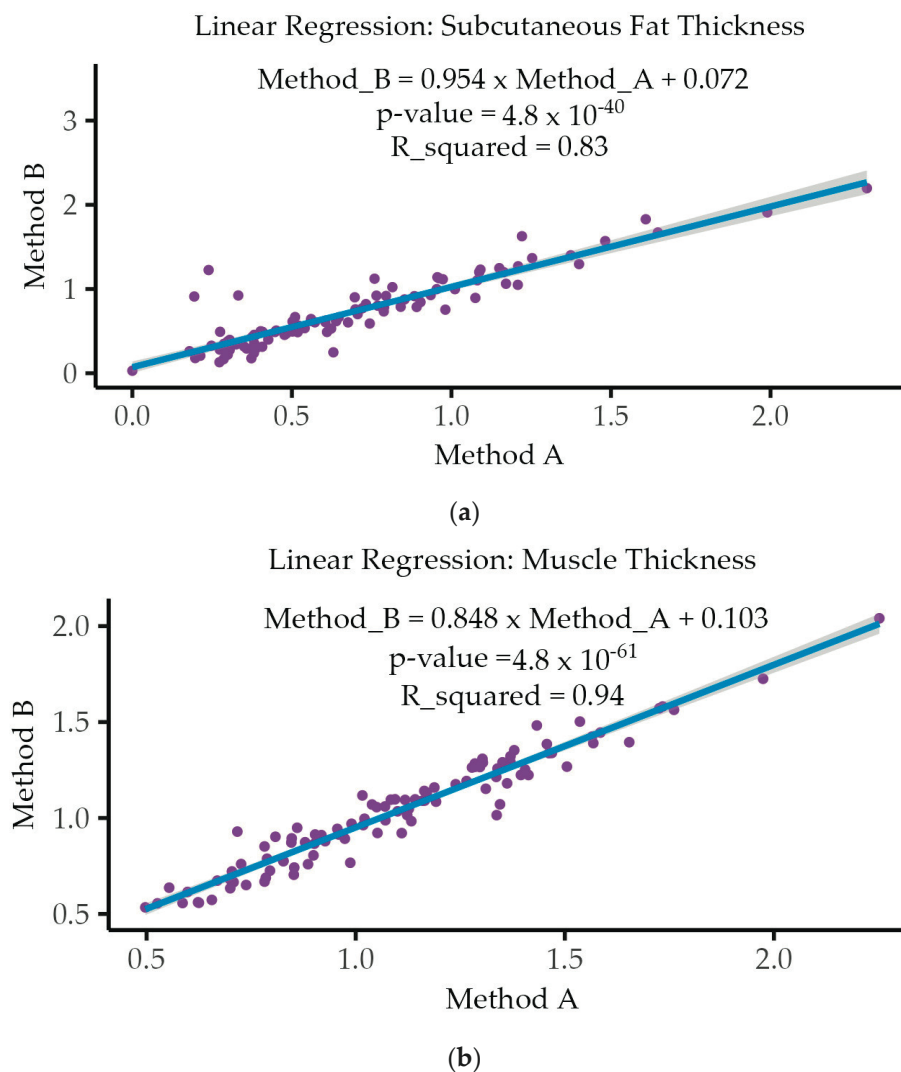 Linear Regression: Subcutaneous Fat Thickness
Method_B = 0.954 x Method_A + 0.072
p-value = 4.8 x 10⁻⁴⁰
R_squared = 0.83
3
2
1
0
Method B
0.0 0.5 1.0 1.5 2.0
Method A
(a)
Linear Regression: Muscle Thickness
Method_B = 0.848 x Method_A + 0.103
p-value =4.8 x 10⁻⁶¹
R_squared = 0.94
2.0
1.5
1.0
0.5
Method B
0.5 1.0 1.5 2.0
Method A
(b)